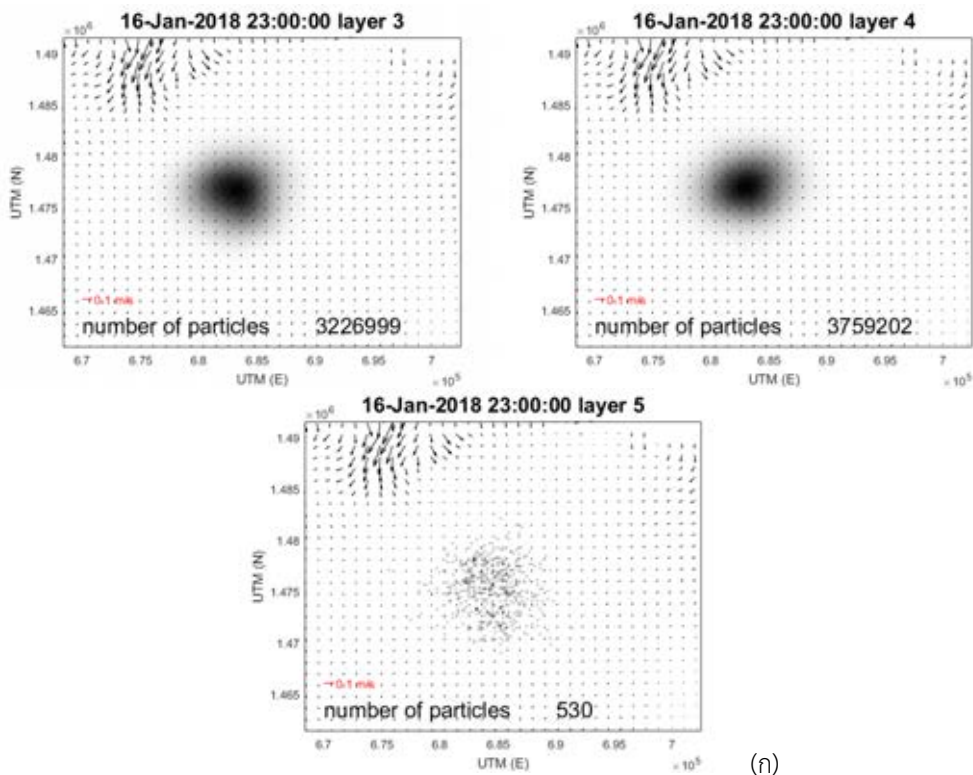 16-Jan-2018 23:00:00 layer 3
× 10⁶
1.49
1.485
1.48
1.475
1.47
1.465
UTM (N)
0.1 m/s
number of particles 3226999
6.7 6.75 6.8 6.85 6.9 6.95 7
UTM (E)
× 10⁵
16-Jan-2018 23:00:00 layer 4
× 10⁶
1.49
1.485
1.48
1.475
1.47
1.465
UTM (N)
0.1 m/s
number of particles 3759202
6.7 6.75 6.8 6.85 6.9 6.95 7
UTM (E)
× 10⁵
16-Jan-2018 23:00:00 layer 5
× 10⁶
1.49
1.485
1.48
1.475
1.47
1.465
UTM (N)
0.1 m/s
number of particles 530
6.7 6.75 6.8 6.85 6.9 6.95 7
UTM (E)
× 10⁵
(ก)